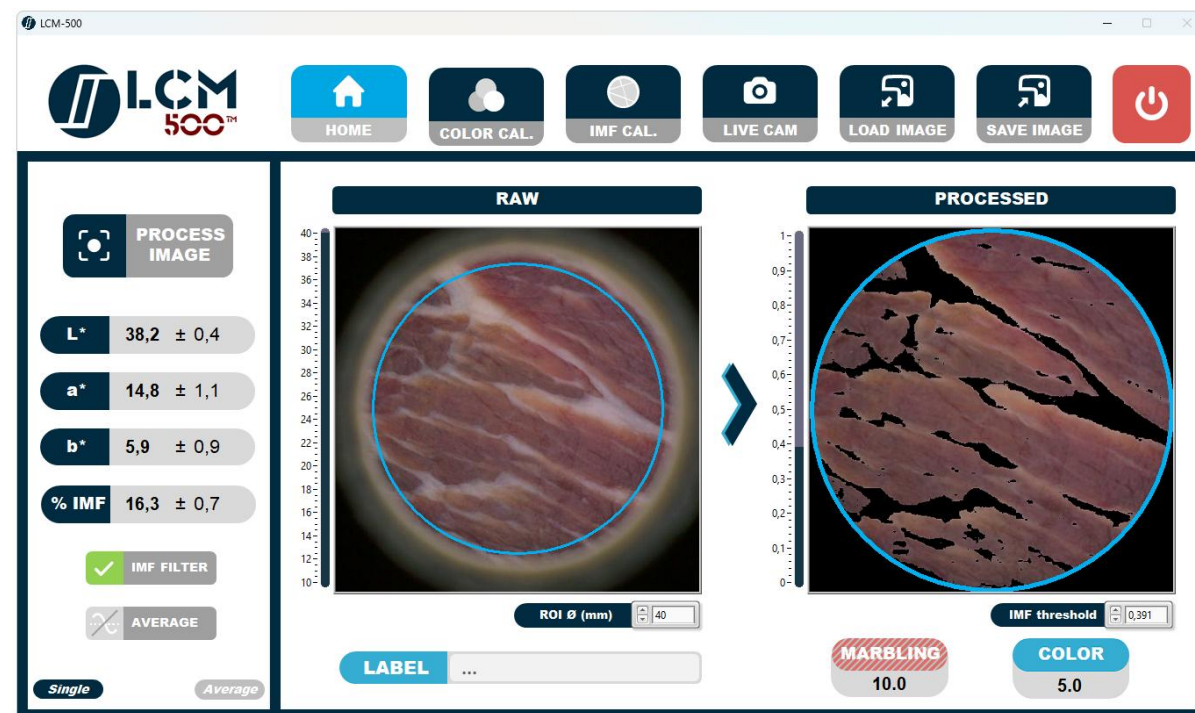 LCM-500
LCM
500™
HOME
COLOR CAL.
IMF CAL.
LIVE CAM
LOAD IMAGE
SAVE IMAGE
PROCESS
IMAGE
L* 38,2 ± 0,4
a* 14,8 ± 1,1
b* 5,9 ± 0,9
% IMF 16,3 ± 0,7
IMF FILTER
AVERAGE
Single Average
RAW
40
38
36
34
32
30
28
26
24
22
20
18
16
14
12
10
ROI Ø (mm) 40
LABEL ...
PROCESSED
1
0,9
0,8
0,7
0,6
0,5
0,4
0,3
0,2
0,1
0
IMF threshold 0,391
MARBLING
10.0
COLOR
5.0